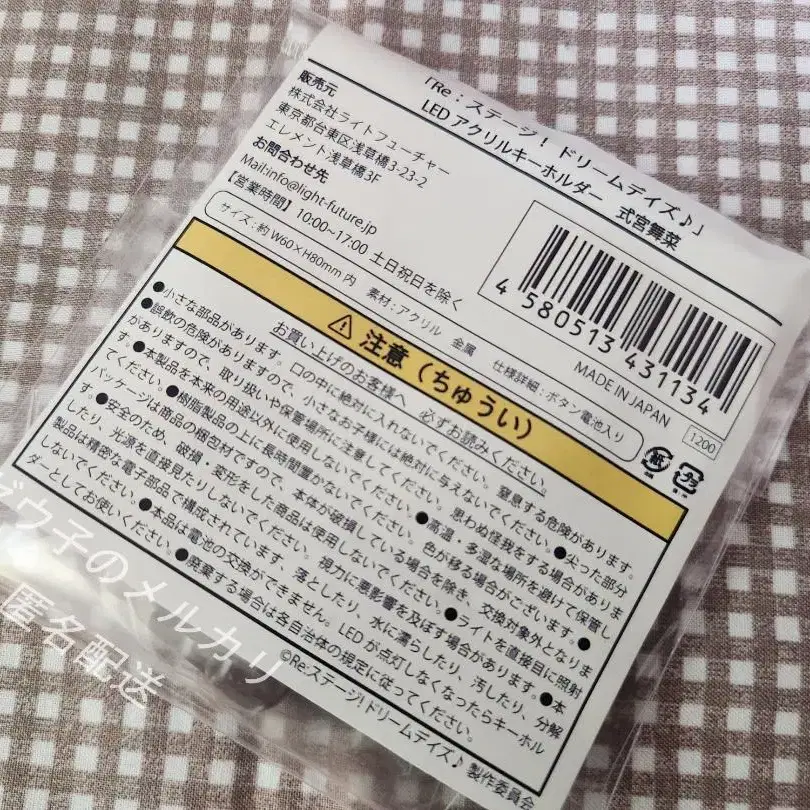 「Re：ステージ！ドリームデイズ♪」
LEDアクリルキーホルダー　式宮舞菜
販売元
株式会社ライトフューチャー
東京都台東区浅草橋3-23-2
エレメント浅草橋3F
お問合わせ先
Mail:info@light-future.jp
【営業時間】10:00~17:00 土日祝日を除く
4 580513 431134
MADE IN JAPAN
1200
サイズ：約 W60×H80mm 内　素材：アクリル　金属　仕様詳細：ボタン電池入り
紙
プラ
⚠ 注意（ちゅうい）
お買い上げのお客様へ　必ずお読みください。
●小さな部品があります。口の中に絶対に入れないでください。窒息する危険があります。
●誤飲の危険がありますので、小さなお子様には絶対に与えないでください。●尖った部分
がありますので、取り扱いや保管場所に注意してください。思わぬ怪我をする場合がありま
す。●本製品を本来の用途以外に使用しないでください。●高温・多湿な場所を避けて保管し
てください。●樹脂製品の上に長時間置かないでください。色が移る場合がございます。●
パッケージは商品の梱包材ですので、本体が破損している場合を除き、交換対象外となりま
す。●安全のため、破損・変形をした商品は使用しないでください。●ライトを直接目に照射
したり、光源を直接見たりしないでください。視力に悪影響を及ぼす場合があります。●本
製品は精密な電子部品で構成されています、落としたり、水に濡らしたり、汚したり、分解
しないでください。●本品は電池の交換ができません。LED が点灯しなくなったらキーホル
ダーとしてお使いください。●廃棄する場合は各自治体の規定に従ってください。
©Re:ステージ!ドリームデイズ♪ 製作委員会
ウ子のメルカリ
匿名配送